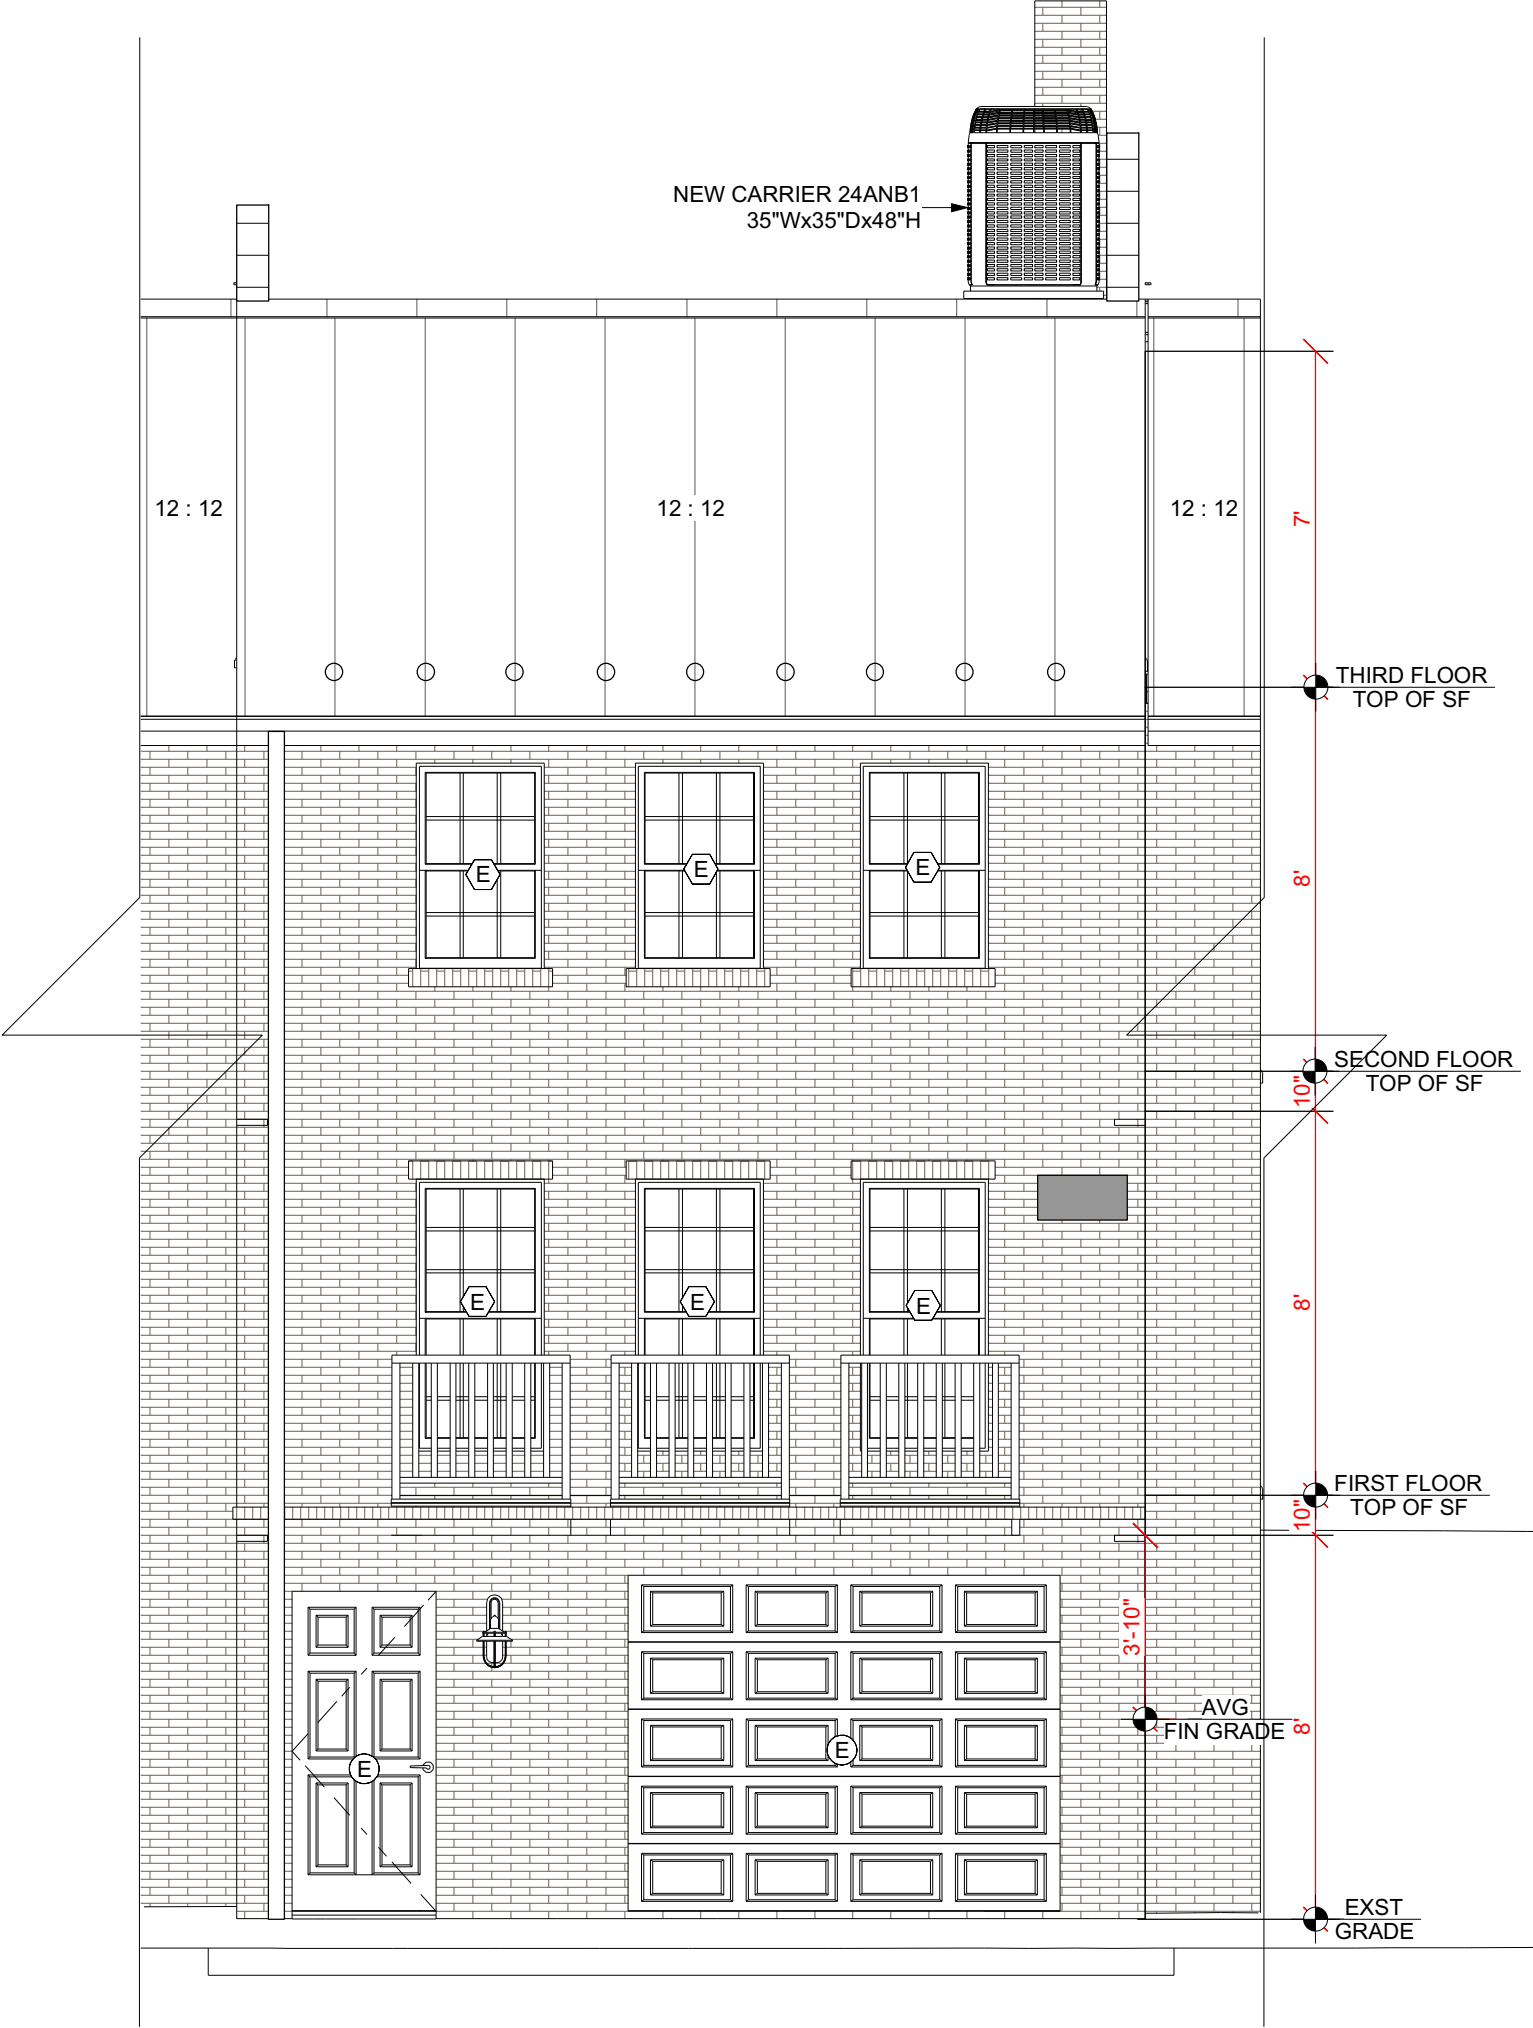 NEW CARRIER 24ANB1
35"Wx35"Dx48"H
12 : 12
12 : 12
12 : 12
7'
THIRD FLOOR
TOP OF SF
E
E
E
8'
SECOND FLOOR
TOP OF SF
10"
E
E
E
8'
FIRST FLOOR
TOP OF SF
10"
3'-10"
AVG
FIN GRADE
8'
E
E
EXST
GRADE